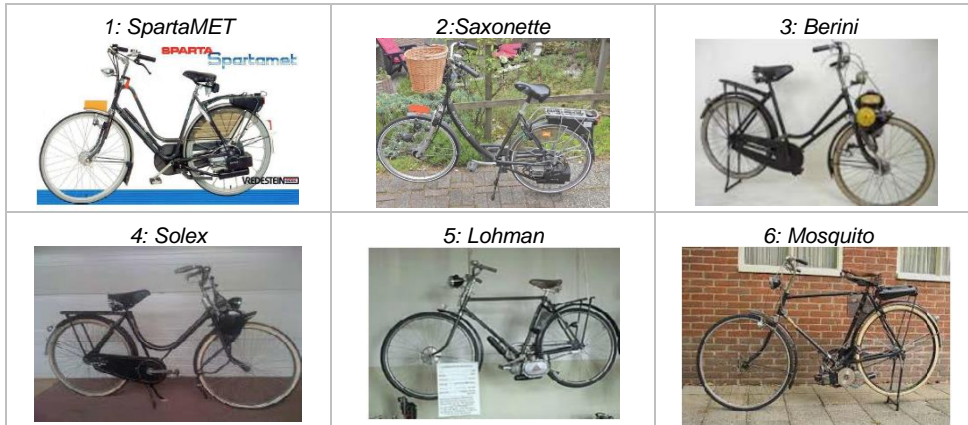 1: SpartaMET
2:Saxonette
3: Berini
SPARTA
Spartamet
VREDESTEIN
4: Solex
5: Lohman
6: Mosquito